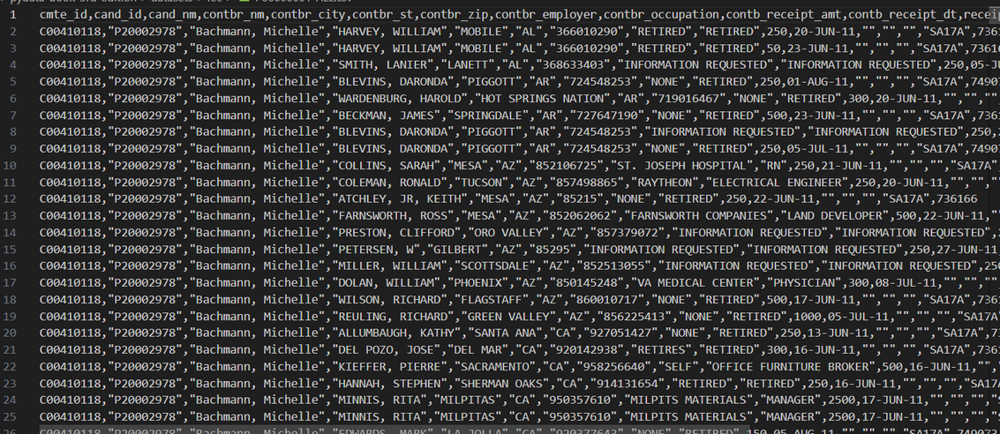 1 cmte_id,cand_id,cand_nm,contbr_nm,contbr_city,contbr_st,contbr_zip,contbr_employer,contbr_occupation,contb_receipt_amt,contb_receipt_dt,recei
2 C00410118,"P20002978","Bachmann, Michelle","HARVEY, WILLIAM","MOBILE","AL","366010290","RETIRED","RETIRED",250,20-JUN-11,"","","","SA17A",7361
3 C00410118,"P20002978","Bachmann, Michelle","HARVEY, WILLIAM","MOBILE","AL","366010290","RETIRED","RETIRED",50,23-JUN-11,"","","","SA17A",73616
4 C00410118,"P20002978","Bachmann, Michelle","SMITH, LANIER","LANETT","AL","368633403","INFORMATION REQUESTED","INFORMATION REQUESTED",250,05-J
5 C00410118,"P20002978","Bachmann, Michelle","BLEVINS, DARONDA","PIGGOTT","AR","724548253","NONE","RETIRED",250,01-AUG-11,"","","","SA17A",74907
6 C00410118,"P20002978","Bachmann, Michelle","WARDENBURG, HAROLD","HOT SPRINGS NATION","AR","719016467","NONE","RETIRED",300,20-JUN-11,"","","",
7 C00410118,"P20002978","Bachmann, Michelle","BECKMAN, JAMES","SPRINGDALE","AR","727647190","NONE","RETIRED",500,23-JUN-11,"","","","SA17A",7361
8 C00410118,"P20002978","Bachmann, Michelle","BLEVINS, DARONDA","PIGGOTT","AR","724548253","INFORMATION REQUESTED","INFORMATION REQUESTED",250,
9 C00410118,"P20002978","Bachmann, Michelle","BLEVINS, DARONDA","PIGGOTT","AR","724548253","NONE","RETIRED",250,05-JUL-11,"","","","SA17A",74907
10 C00410118,"P20002978","Bachmann, Michelle","COLLINS, SARAH","MESA","AZ","852106725","ST. JOSEPH HOSPITAL","RN",250,21-JUN-11,"","","","SA17A",
11 C00410118,"P20002978","Bachmann, Michelle","COLEMAN, RONALD","TUCSON","AZ","857498865","RAYTHEON","ELECTRICAL ENGINEER",250,20-JUN-11,"","","",
12 C00410118,"P20002978","Bachmann, Michelle","ATCHLEY, JR, KEITH","MESA","AZ","85215","NONE","RETIRED",250,22-JUN-11,"","","","SA17A",736166
13 C00410118,"P20002978","Bachmann, Michelle","FARNSWORTH, ROSS","MESA","AZ","852062062","FARNSWORTH COMPANIES","LAND DEVELOPER",500,22-JUN-11,"
14 C00410118,"P20002978","Bachmann, Michelle","PRESTON, CLIFFORD","ORO VALLEY","AZ","857379072","INFORMATION REQUESTED","INFORMATION REQUESTED",
15 C00410118,"P20002978","Bachmann, Michelle","PETERSEN, W","GILBERT","AZ","85295","INFORMATION REQUESTED","INFORMATION REQUESTED",250,27-JUN-11,
16 C00410118,"P20002978","Bachmann, Michelle","MILLER, WILLIAM","SCOTTSDALE","AZ","852513055","INFORMATION REQUESTED","INFORMATION REQUESTED",250
17 C00410118,"P20002978","Bachmann, Michelle","DOLAN, WILLIAM","PHOENIX","AZ","850145248","VA MEDICAL CENTER","PHYSICIAN",300,08-JUL-11,"","","",
18 C00410118,"P20002978","Bachmann, Michelle","WILSON, RICHARD","FLAGSTAFF","AZ","860010717","NONE","RETIRED",500,17-JUN-11,"","","","SA17A",7361
19 C00410118,"P20002978","Bachmann, Michelle","REULING, RICHARD","GREEN VALLEY","AZ","856225413","NONE","RETIRED",1000,05-JUL-11,"","","","SA17A"
20 C00410118,"P20002978","Bachmann, Michelle","ALLUMBAUGH, KATHY","SANTA ANA","CA","927051427","NONE","RETIRED",250,13-JUN-11,"","","","SA17A",73
21 C00410118,"P20002978","Bachmann, Michelle","DEL POZO, JOSE","DEL MAR","CA","920142938","RETIRES","RETIRED",300,16-JUN-11,"","","","SA17A",7361
22 C00410118,"P20002978","Bachmann, Michelle","KIEFFER, PIERRE","SACRAMENTO","CA","958256640","SELF","OFFICE FURNITURE BROKER",500,16-JUN-11,"",
23 C00410118,"P20002978","Bachmann, Michelle","HANNAH, STEPHEN","SHERMAN OAKS","CA","914131654","RETIRED","RETIRED",250,16-JUN-11,"","","","SA17A
24 C00410118,"P20002978","Bachmann, Michelle","MINNIS, RITA","MILPITAS","CA","950357610","MILPITS MATERIALS","MANAGER",2500,17-JUN-11,"","","",
25 C00410118,"P20002978","Bachmann, Michelle","MINNIS, RITA","MILPITAS","CA","950357610","MILPITS MATERIALS","MANAGER",2500,17-JUN-11,"","","",
26 C00410118,"P20002978","Bachmann, Michelle","EDWARDS, MARK","LA JOLLA","CA","920377643","NONE","RETIRED",150,05-AUG-11,"","","","SA17A",749073